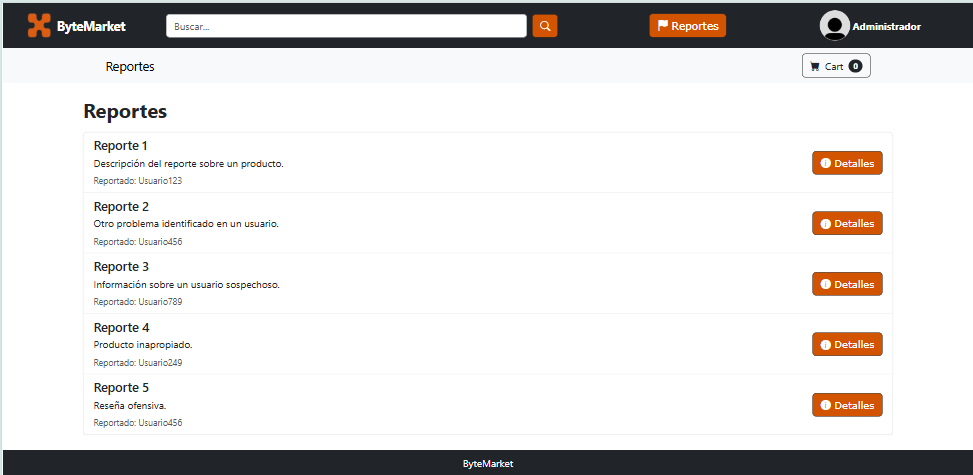 ByteMarket Buscar... Reportes Administrador
Reportes Cart 0
Reportes
Reporte 1
Descripción del reporte sobre un producto.
Reportado: Usuario123
Detalles
Reporte 2
Otro problema identificado en un usuario.
Reportado: Usuario456
Detalles
Reporte 3
Información sobre un usuario sospechoso.
Reportado: Usuario789
Detalles
Reporte 4
Producto inapropiado.
Reportado: Usuario249
Detalles
Reporte 5
Reseña ofensiva.
Reportado: Usuario456
Detalles
ByteMarket